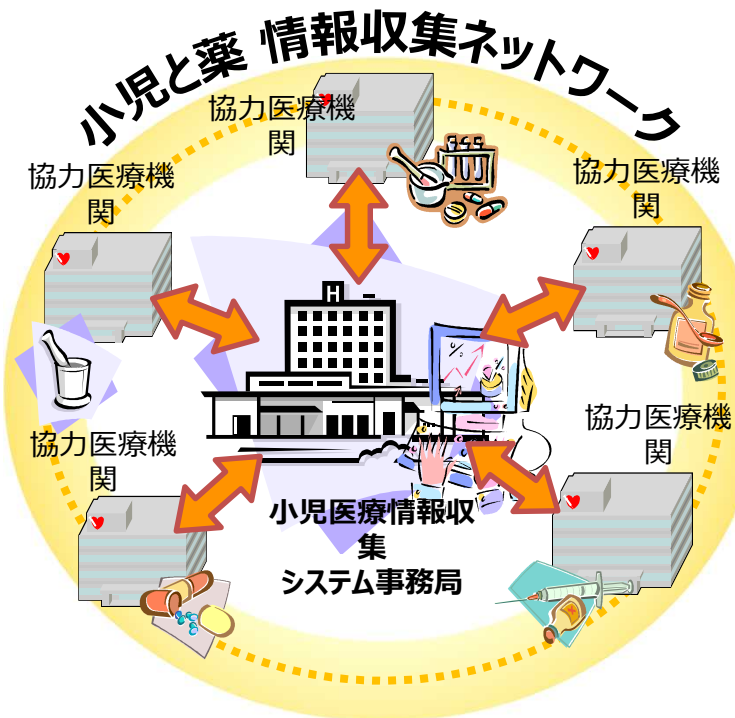 小児と薬 情報収集ネットワーク
協力医療機
関
協力医療機
関
協力医療機
関
H
協力医療機
関
協力医療機
関
小児医療情報収
集
システム事務局